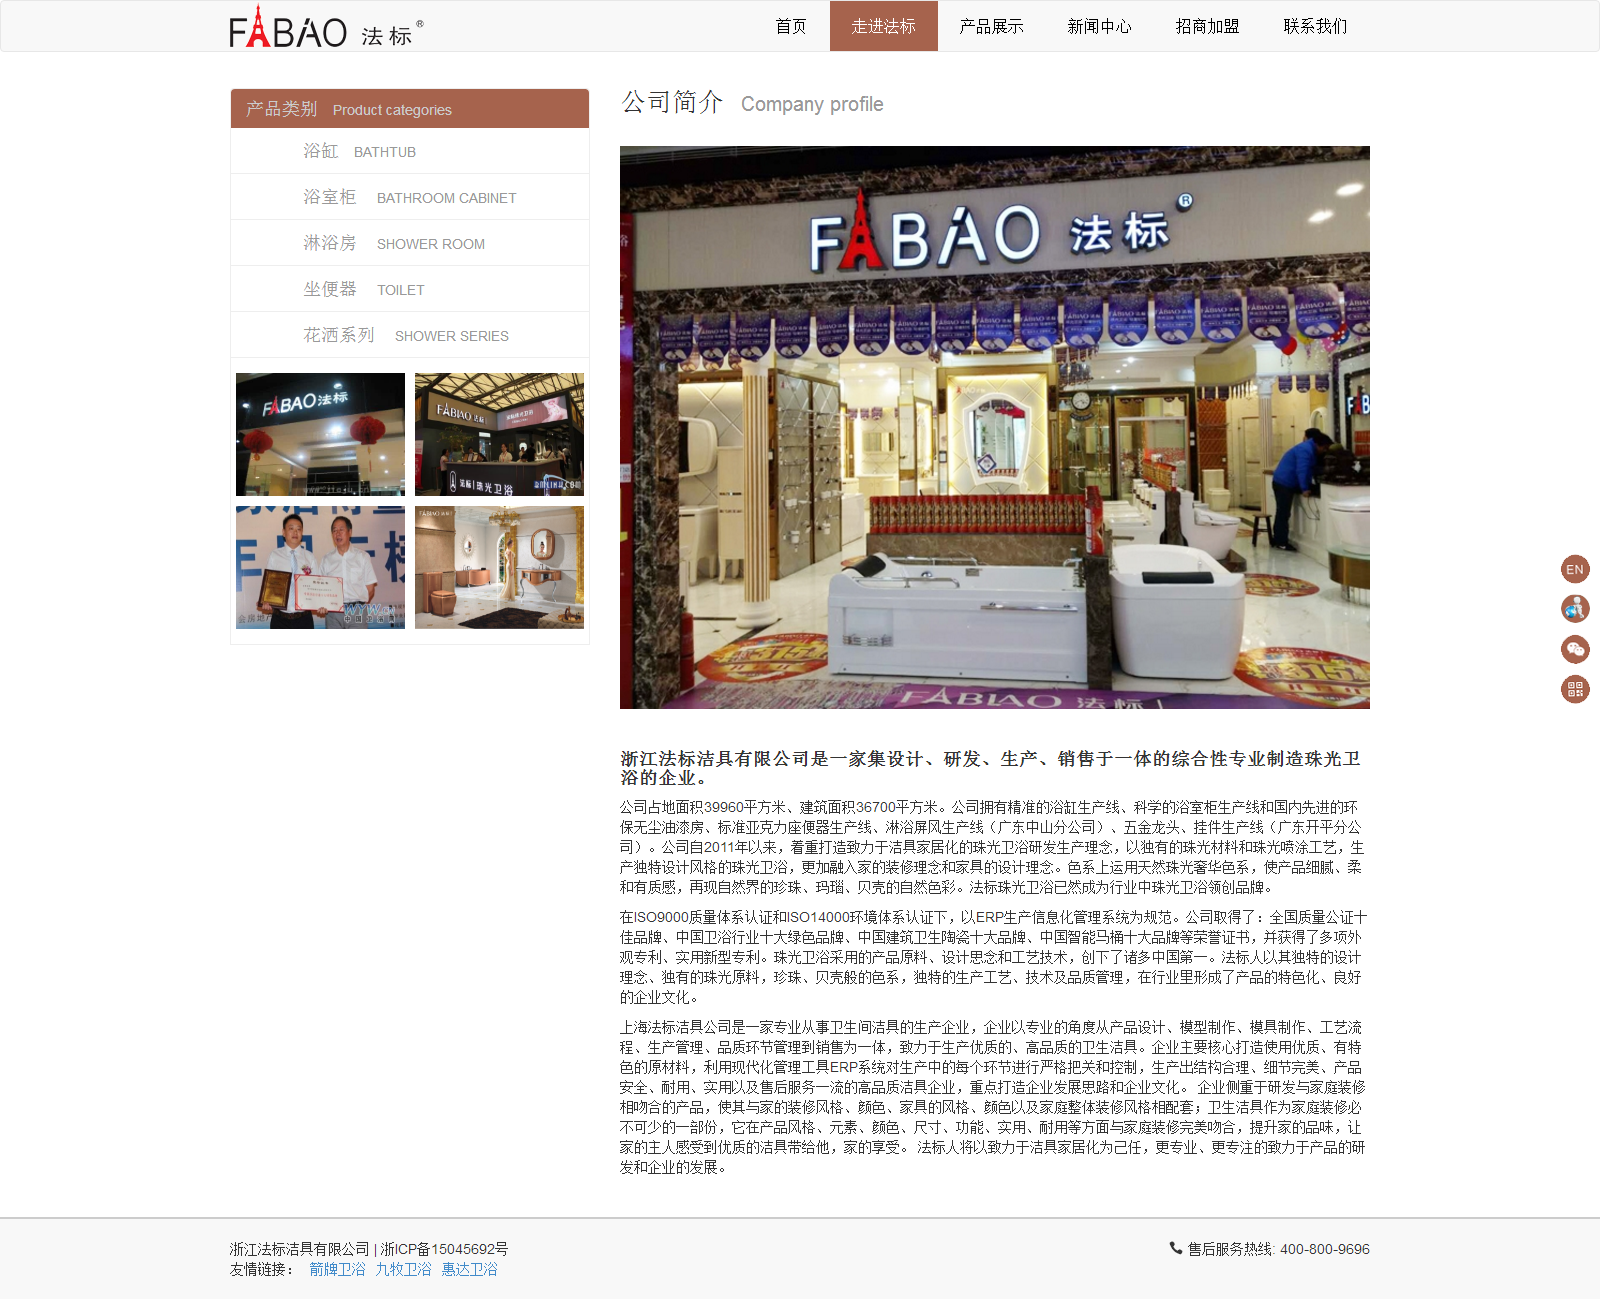 FABAO 法标®
首页 走进法标 产品展示 新闻中心 招商加盟 联系我们
产品类别 Product categories
浴缸 BATHTUB
浴室柜 BATHROOM CABINET
淋浴房 SHOWER ROOM
坐便器 TOILET
花洒系列 SHOWER SERIES
FABAO法标
FABIAO 法标
法标|珠光卫浴
公司简介 Company profile
FABAO 法标®
FAB
FABIAO 法标
EN
浙江法标洁具有限公司是一家集设计、研发、生产、销售于一体的综合性专业制造珠光卫
浴的企业。
公司占地面积39960平方米、建筑面积36700平方米。公司拥有精准的浴缸生产线、科学的浴室柜生产线和国内先进的环
保无尘油漆房、标准亚克力座便器生产线、淋浴屏风生产线（广东中山分公司）、五金龙头、挂件生产线（广东开平分公
司）。公司自2011年以来，着重打造致力于洁具家居化的珠光卫浴研发生产理念，以独有的珠光材料和珠光喷涂工艺，生
产独特设计风格的珠光卫浴，更加融入家的装修理念和家具的设计理念。色系上运用天然珠光奢华色系，使产品细腻、柔
和有质感，再现自然界的珍珠、玛瑙、贝壳的自然色彩。法标珠光卫浴已然成为行业中珠光卫浴领创品牌。
在ISO9000质量体系认证和ISO14000环境体系认证下，以ERP生产信息化管理系统为规范。公司取得了：全国质量公证十
佳品牌、中国卫浴行业十大绿色品牌、中国建筑卫生陶瓷十大品牌、中国智能马桶十大品牌等荣誉证书，并获得了多项外
观专利、实用新型专利。珠光卫浴采用的产品原料、设计思念和工艺技术，创下了诸多中国第一。法标人以其独特的设计
理念、独有的珠光原料，珍珠、贝壳般的色系，独特的生产工艺、技术及品质管理，在行业里形成了产品的特色化、良好
的企业文化。
上海法标洁具公司是一家专业从事卫生间洁具的生产企业，企业以专业的角度从产品设计、模型制作、模具制作、工艺流
程、生产管理、品质环节管理到销售为一体，致力于生产优质的、高品质的卫生洁具。企业主要核心打造使用优质、有特
色的原材料，利用现代化管理工具ERP系统对生产中的每个环节进行严格把关和控制，生产出结构合理、细节完美、产品
安全、耐用、实用以及售后服务一流的高品质洁具企业，重点打造企业发展思路和企业文化。 企业侧重于研发与家庭装修
相吻合的产品，使其与家的装修风格、颜色、家具的风格、颜色以及家庭整体装修风格相配套；卫生洁具作为家庭装修必
不可少的一部份，它在产品风格、元素、颜色、尺寸、功能、实用、耐用等方面与家庭装修完美吻合，提升家的品味，让
家的主人感受到优质的洁具带给他，家的享受。 法标人将以致力于洁具家居化为己任，更专业、更专注的致力于产品的研
发和企业的发展。
浙江法标洁具有限公司 | 浙ICP备15045692号
售后服务热线: 400-800-9696
友情链接： 箭牌卫浴 九牧卫浴 惠达卫浴